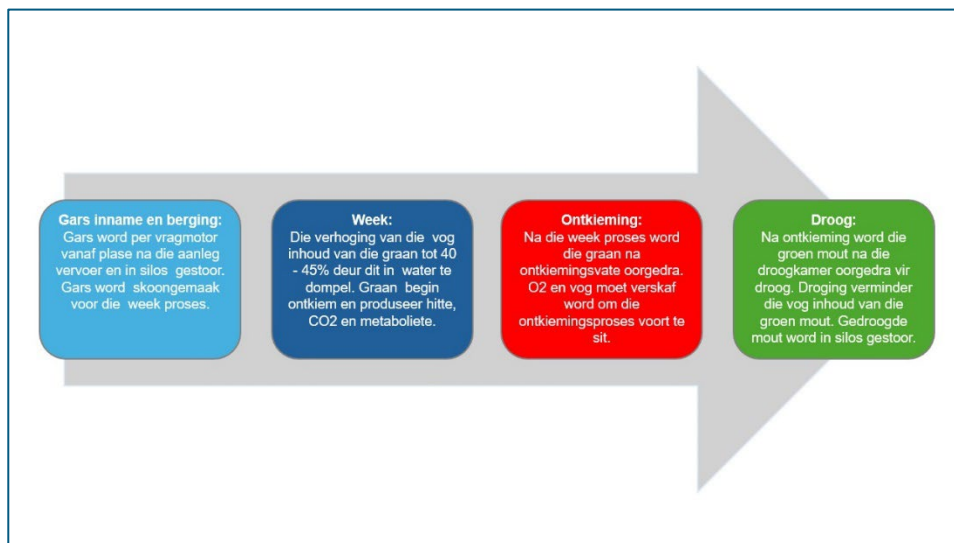 Gars inname en berging:
Gars word per vragmotor
vanaf plase na die aanleg
vervoer en in silos gestoor.
Gars word skoongemaak
voor die week proses.
Week:
Die verhoging van die vog
inhoud van die graan tot 40
- 45% deur dit in water te
dompel. Graan begin
ontkiem en produseer hitte,
CO2 en metaboliete.
Ontkieming:
Na die week proses word
die graan na
ontkiemingsvate oorgedra.
O2 en vog moet verskaf
word om die
ontkiemingsproses voort te
sit.
Droog:
Na ontkieming word die
groen mout na die
droogkamer oorgedra vir
droog. Droging verminder
die vog inhoud van die
groen mout. Gedroogde
mout word in silos gestoor.